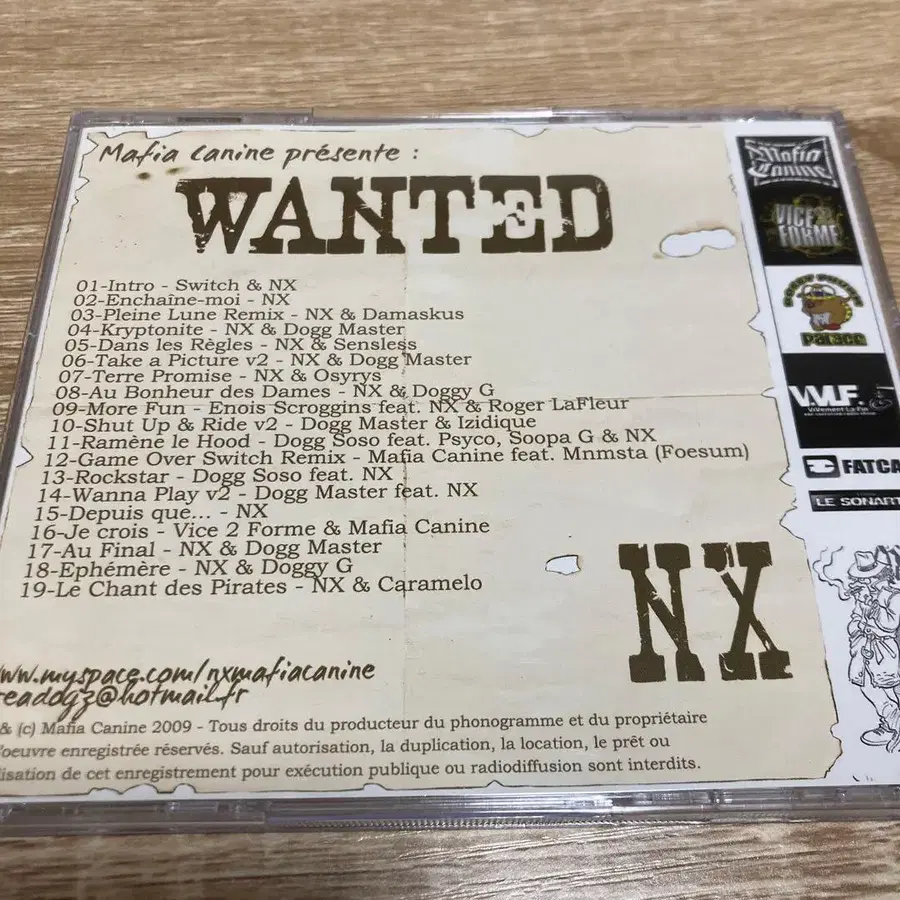 Mafia Canine présente :
WANTED
01-Intro - Switch & NX
02-Enchaîne-moi - NX
03-Pleine Lune Remix - NX & Damaskus
04-Kryptonite - NX & Dogg Master
05-Dans les Règles - NX & Sensless
06-Take a Picture v2 - NX & Dogg Master
07-Terre Promise - NX & Osyrys
08-Au Bonheur des Dames - NX & Doggy G
09-More Fun - Enois Scroggins feat. NX & Roger LaFleur
10-Shut Up & Ride v2 - Dogg Master & Izidique
11-Ramène le Hood - Dogg Soso feat. Psyco, Soopa G & NX
12-Game Over Switch Remix - Mafia Canine feat. Mnmsta (Foesum)
13-Rockstar - Dogg Soso feat. NX
14-Wanna Play v2 - Dogg Master feat. NX
15-Depuis que... - NX
16-Je crois - Vice 2 Forme & Mafia Canine
17-Au Final - NX & Dogg Master
18-Ephémère - NX & Doggy G
19-Le Chant des Pirates - NX & Caramelo
NX
www.myspace.com/nxmafiacanine
readogz@hotmail.fr
& (c) Mafia Canine 2009 - Tous droits du producteur du phonogramme et du propriétaire
l'oeuvre enregistrée réservés. Sauf autorisation, la duplication, la location, le prêt ou
lisation de cet enregistrement pour exécution publique ou radiodiffusion sont interdits.
Mafia
Canine
VICE 2
FORME
Palace
VLF.
ViVement La Fin
FATCA
LE SONART